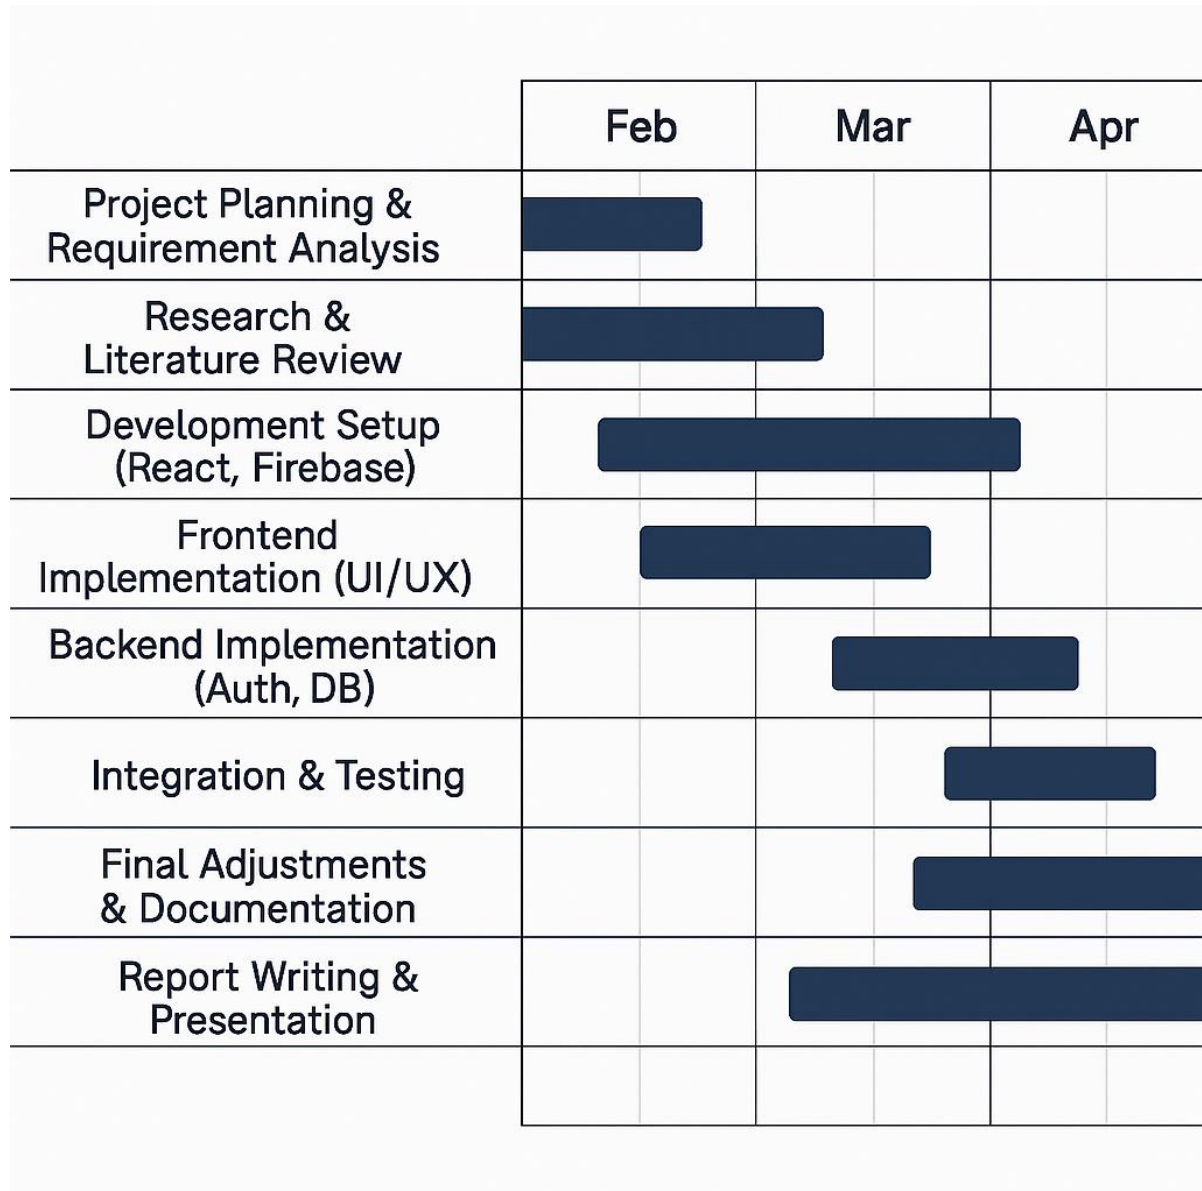 Feb Mar Apr
Project Planning &
Requirement Analysis
Research &
Literature Review
Development Setup
(React, Firebase)
Frontend
Implementation (UI/UX)
Backend Implementation
(Auth, DB)
Integration & Testing
Final Adjustments
& Documentation
Report Writing &
Presentation